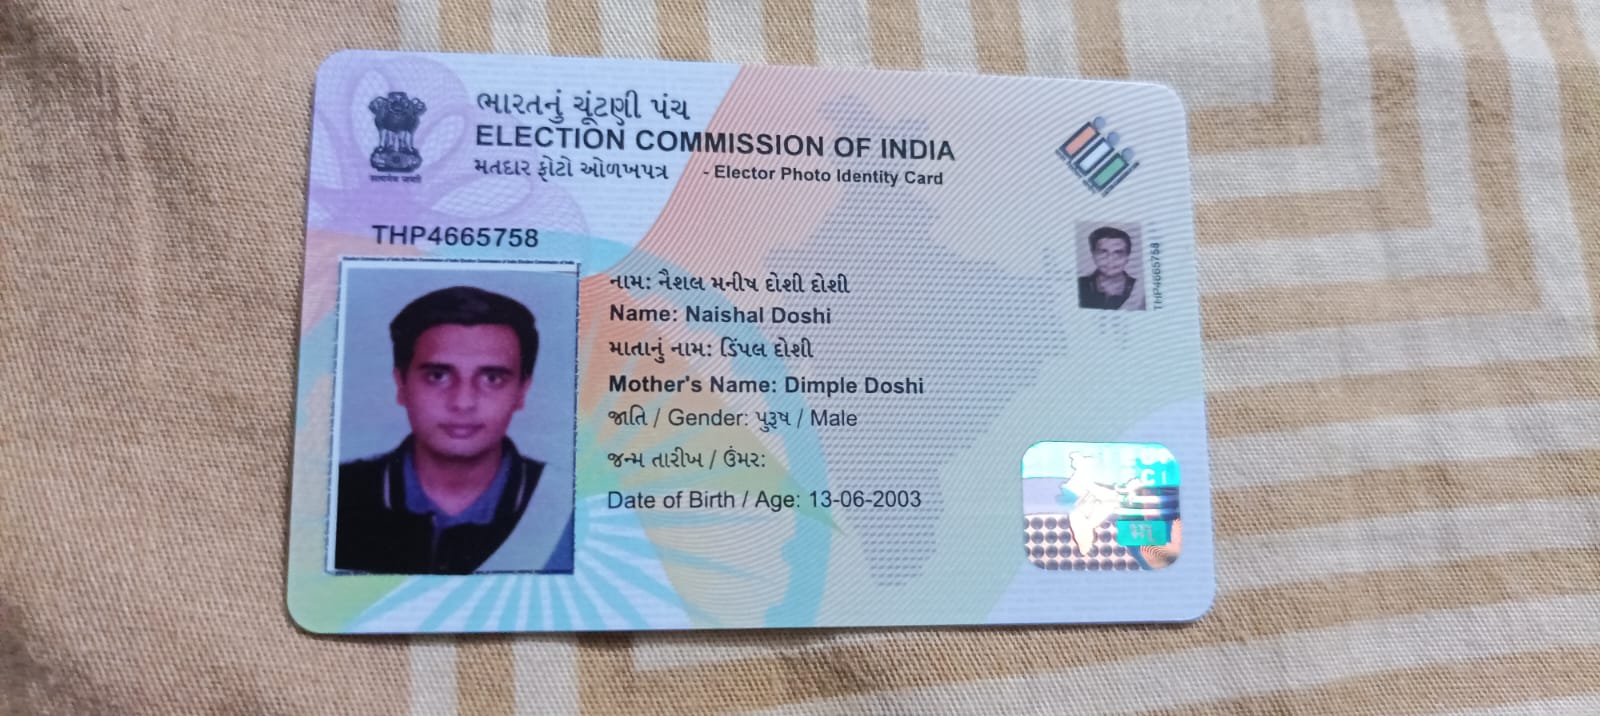 ભારતનું ચૂંટણી પંચ
ELECTION COMMISSION OF INDIA
મતદાર ફોટો ઓળખપત્ર - Elector Photo Identity Card
सत्यमेव जयते
THP4665758
નામ: નૈશલ મનીષ દોશી દોશી
Name: Naishal Doshi
માતાનું નામ: ડિંપલ દોશી
Mother's Name: Dimple Doshi
જાતિ / Gender: પુરૂષ / Male
જન્મ તારીખ / ઉંમર:
Date of Birth / Age: 13-06-2003
THP4665758
भा